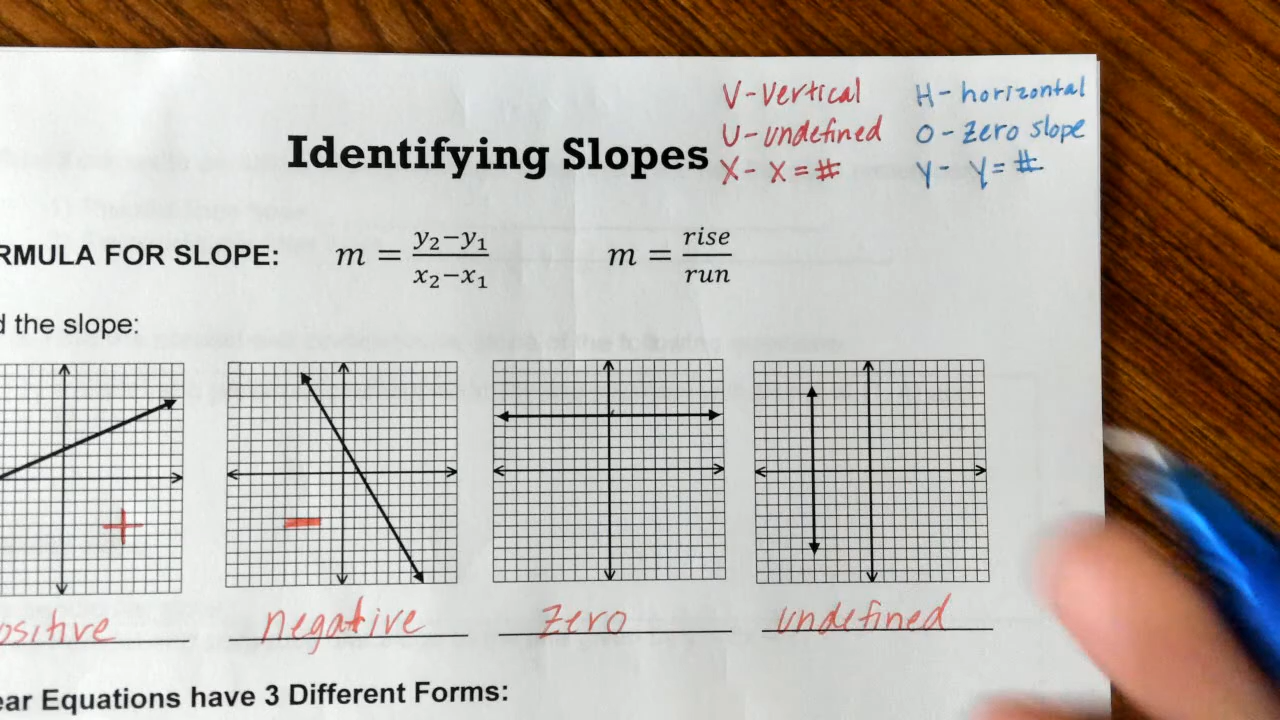 V - vertical
U - undefined
X - X = #
H - horizontal
O - zero slope
Y - Y = #
Identifying Slopes
RMULA FOR SLOPE: m = y₂−y₁/x₂−x₁ m = rise/run
d the slope:
+
−
ositive
negative
zero
undefined
ear Equations have 3 Different Forms: